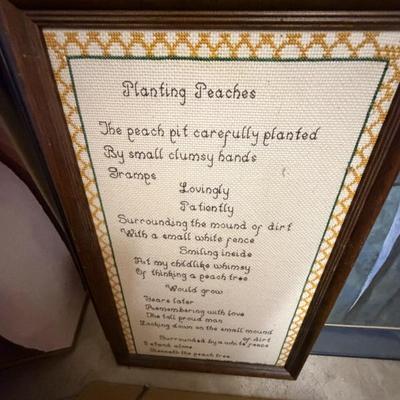 Planting Peaches
The peach pit carefully planted
By small clumsy hands
Gramps
Lovingly
Patiently
Surrounding the mound of dirt
With a small white fence
Smiling inside
At my childlike whimsy
Of thinking a peach tree
Would grow
Years later
Remembering with love
The tall proud man
Looking down on the small mound
of dirt
Surrounded by a white fence
I stand alone
Beneath the peach tree